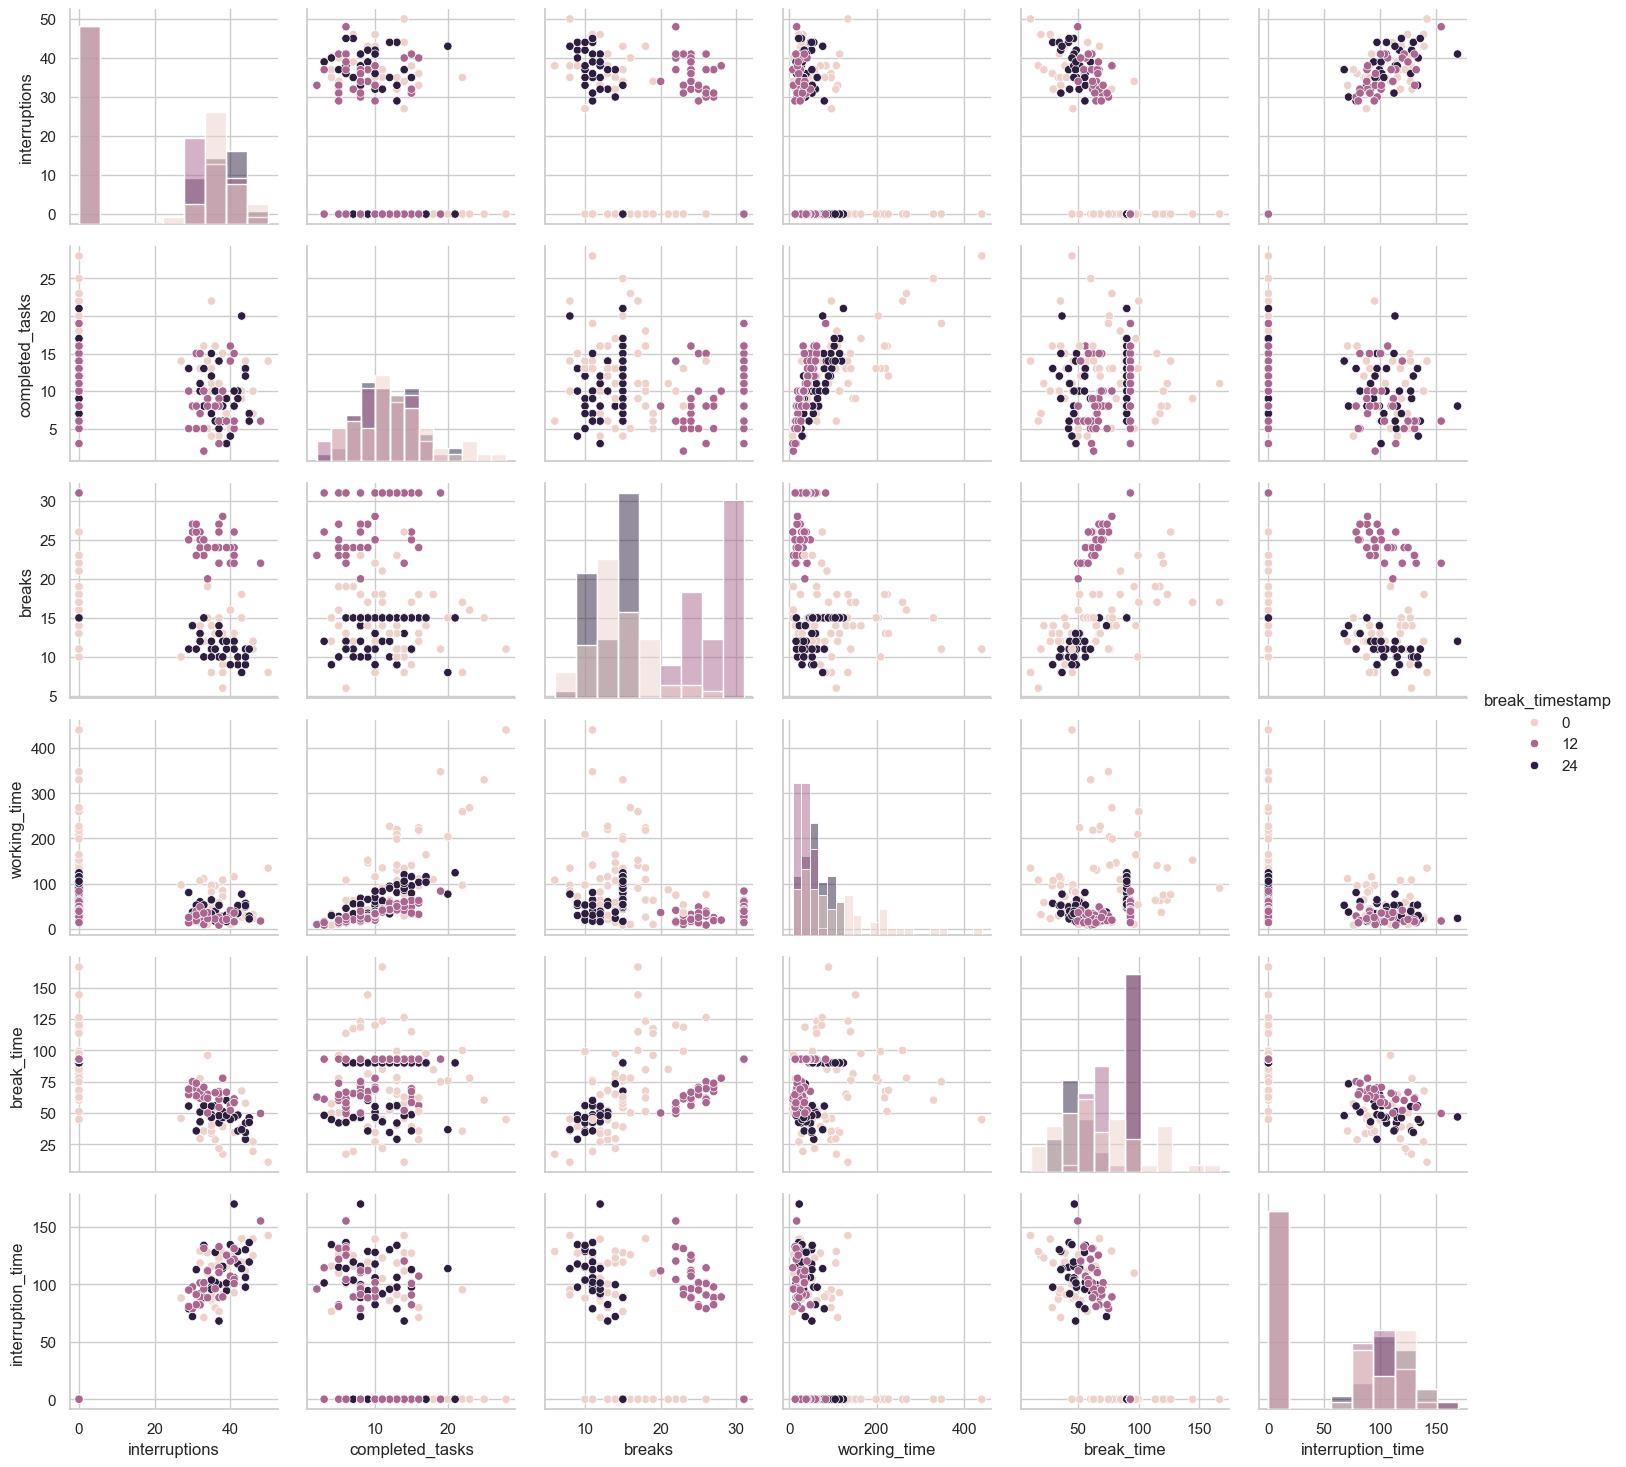 50
40
30
20
10
0
interruptions
25
20
15
10
5
completed_tasks
30
25
20
15
10
5
breaks
break_timestamp
0
12
24
400
300
200
100
0
working_time
150
125
100
75
50
25
break_time
150
100
50
0
interruption_time
0 20 40
10 20
10 20 30
0 200 400
50 100 150
0 50 100 150
interruptions completed_tasks breaks working_time break_time interruption_time